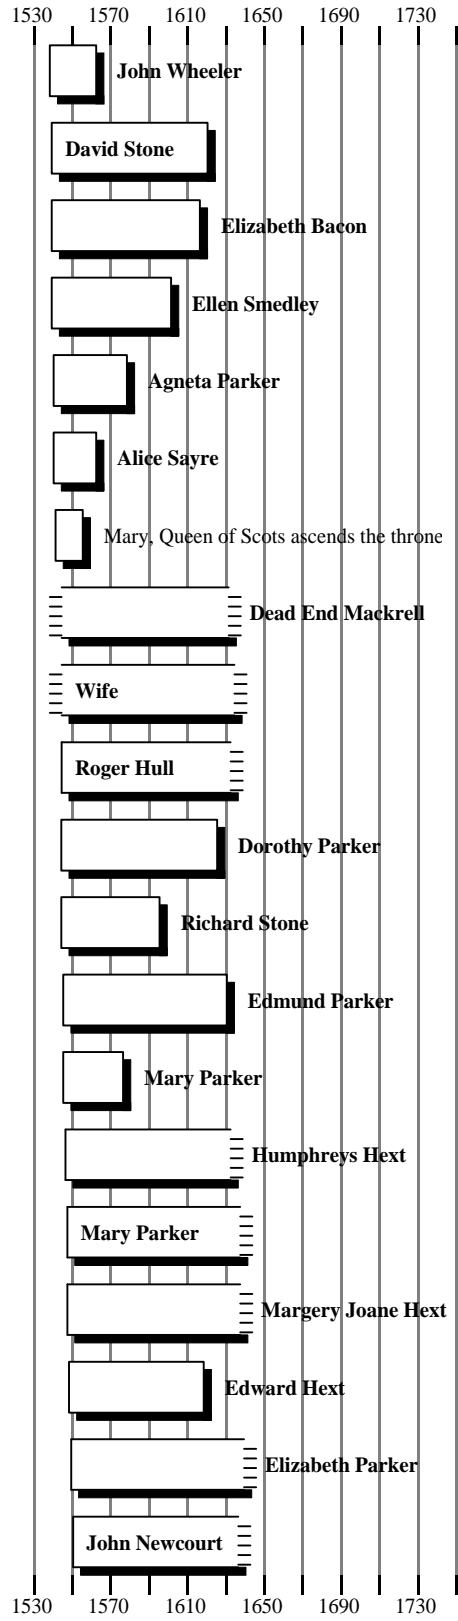 1530 1570 1610 1650 1690 1730
John Wheeler
David Stone
Elizabeth Bacon
Ellen Smedley
Agneta Parker
Alice Sayre
Mary, Queen of Scots ascends the throne
Dead End Mackrell
Wife
Roger Hull
Dorothy Parker
Richard Stone
Edmund Parker
Mary Parker
Humphreys Hext
Mary Parker
Margery Joane Hext
Edward Hext
Elizabeth Parker
John Newcourt
1530 1570 1610 1650 1690 1730